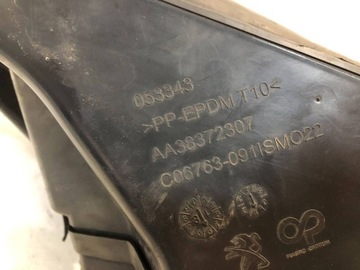 053343
>PP-EPDM T10<
AA38372307
C06763-091ISMO22